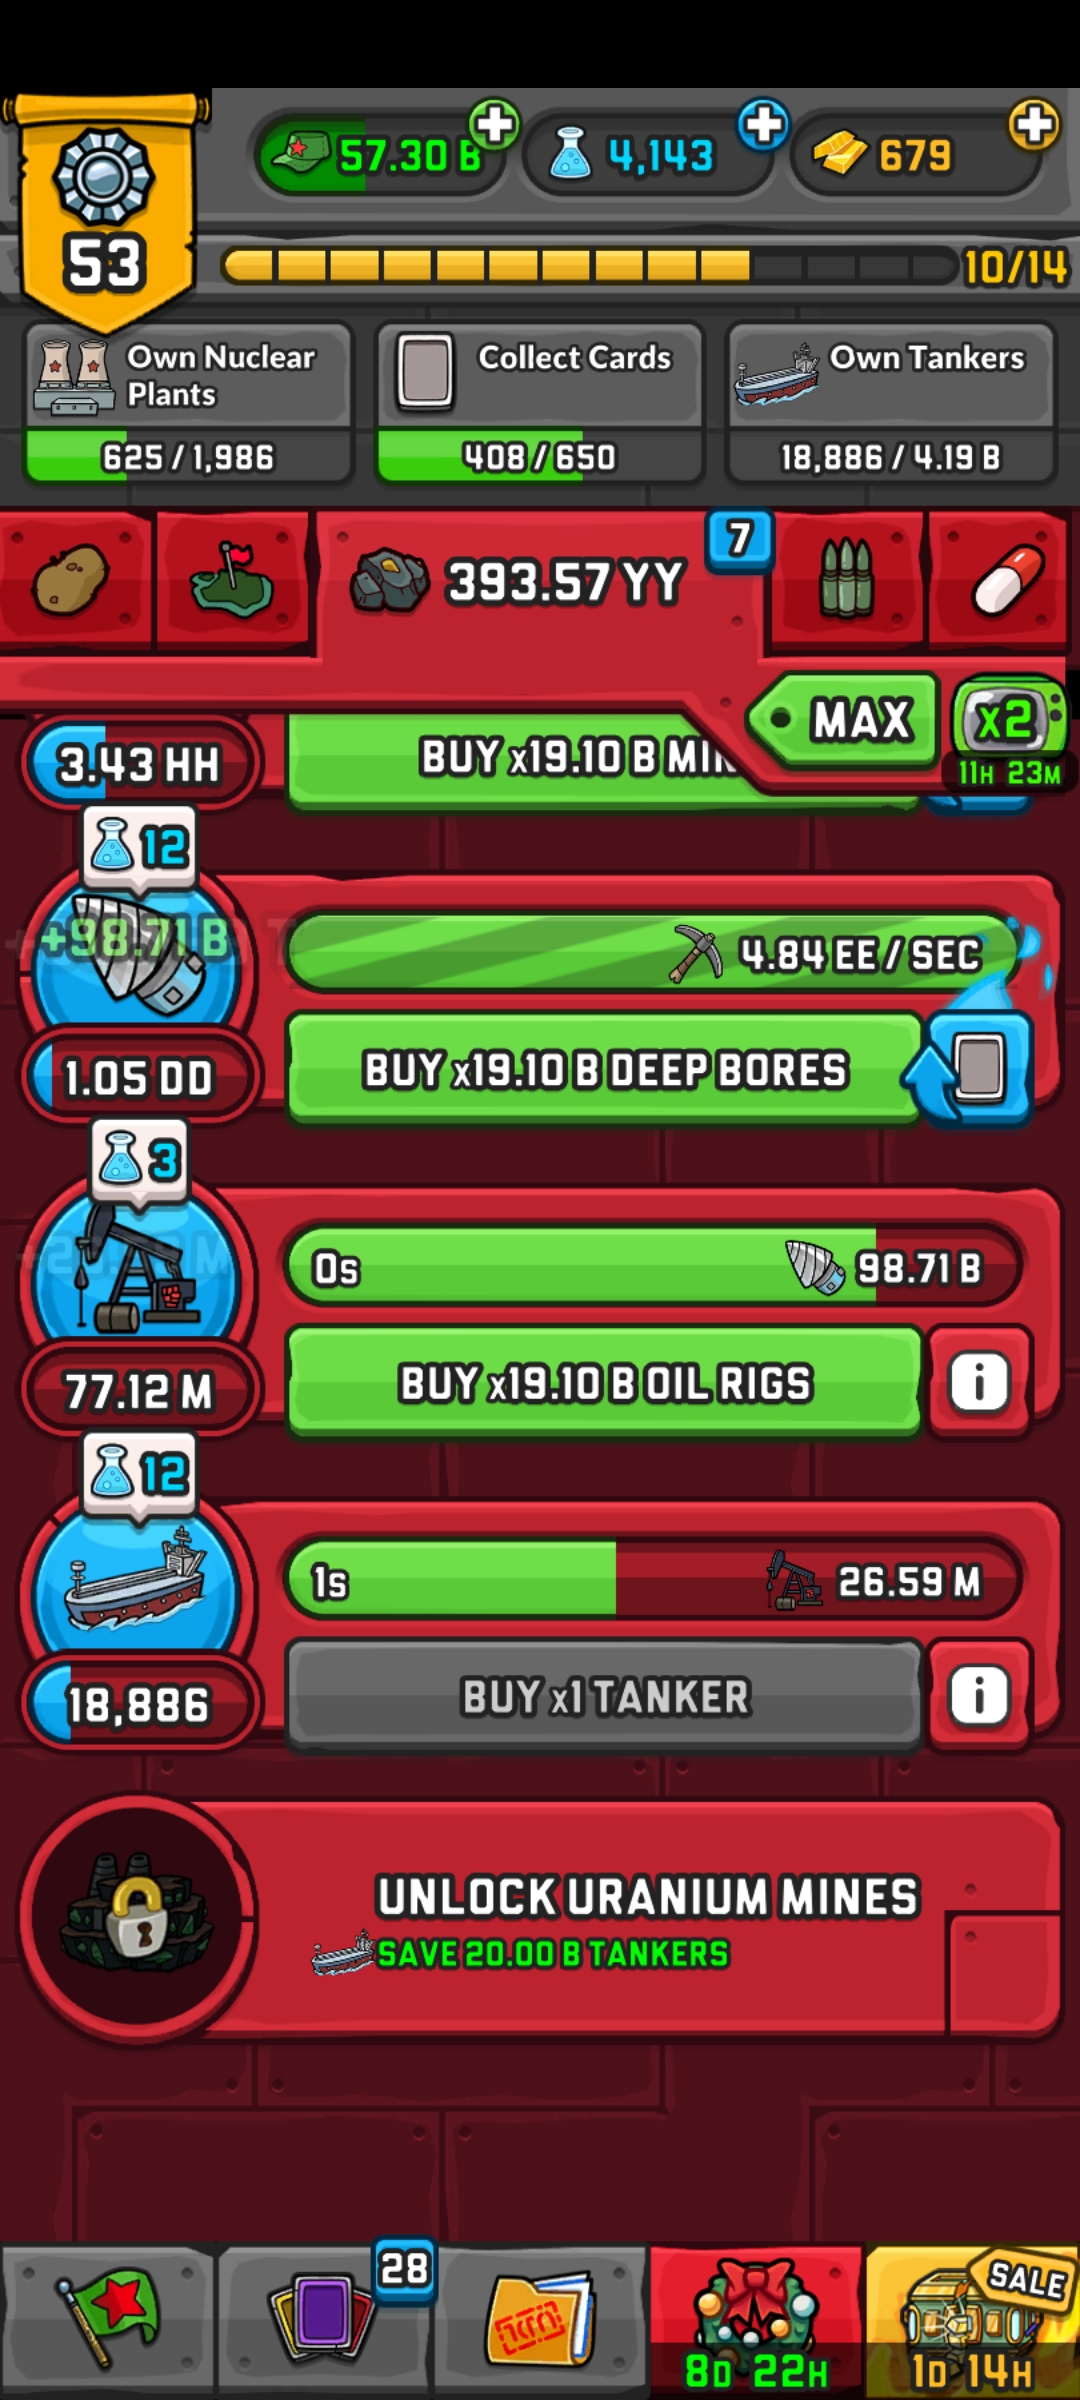 57.30 B
4,143
679
53
10/14
Own Nuclear
Plants
625 / 1,986
Collect Cards
408 / 650
Own Tankers
18,886 / 4.19 B
393.57 YY
7
MAX
x2
11H 23M
3.43 HH
BUY x19.10 B
12
+98.71 B
4.84 EE / SEC
1.05 DD
BUY x19.10 B DEEP BORES
3
0s
98.71 B
77.12 M
BUY x19.10 B OIL RIGS
i
12
1s
26.59 M
18,886
BUY x1 TANKER
i
UNLOCK URANIUM MINES
SAVE 20.00 B TANKERS
28
SALE
8D 22H
1D 14H